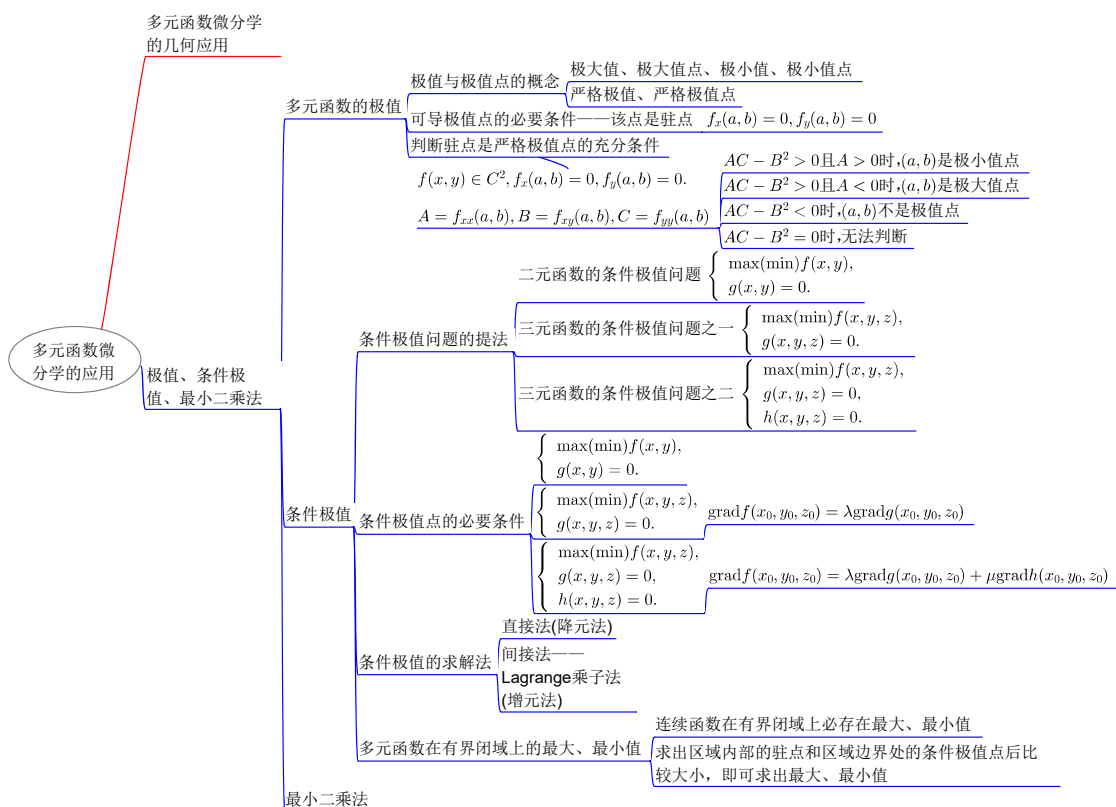 多元函数微分学
的几何应用
多元函数微
分学的应用
极值、条件极
值、最小二乘法
多元函数的极值
极值与极值点的概念
极大值、极大值点、极小值、极小值点
严格极值、严格极值点
可导极值点的必要条件——该点是驻点
f_x(a, b) = 0, f_y(a, b) = 0
判断驻点是严格极值点的充分条件
f(x, y) ∈ C^2, f_x(a, b) = 0, f_y(a, b) = 0.
A = f_{xx}(a, b), B = f_{xy}(a, b), C = f_{yy}(a, b)
AC − B^2 > 0且A > 0时,(a, b)是极小值点
AC − B^2 > 0且A < 0时,(a, b)是极大值点
AC − B^2 < 0时,(a, b)不是极值点
AC − B^2 = 0时,无法判断
条件极值
条件极值问题的提法
二元函数的条件极值问题
max(min)f(x, y),
g(x, y) = 0.
三元函数的条件极值问题之一
max(min)f(x, y, z),
g(x, y, z) = 0.
三元函数的条件极值问题之二
max(min)f(x, y, z),
g(x, y, z) = 0,
h(x, y, z) = 0.
条件极值点的必要条件
max(min)f(x, y),
g(x, y) = 0.
max(min)f(x, y, z),
g(x, y, z) = 0.
gradf(x_0, y_0, z_0) = λgradg(x_0, y_0, z_0)
max(min)f(x, y, z),
g(x, y, z) = 0,
h(x, y, z) = 0.
gradf(x_0, y_0, z_0) = λgradg(x_0, y_0, z_0) + μgradh(x_0, y_0, z_0)
条件极值的求解法
直接法(降元法)
间接法——
Lagrange乘子法
(增元法)
多元函数在有界闭域上的最大、最小值
连续函数在有界闭域上必存在最大、最小值
求出区域内部的驻点和区域边界处的条件极值点后比
较大小，即可求出最大、最小值
最小二乘法